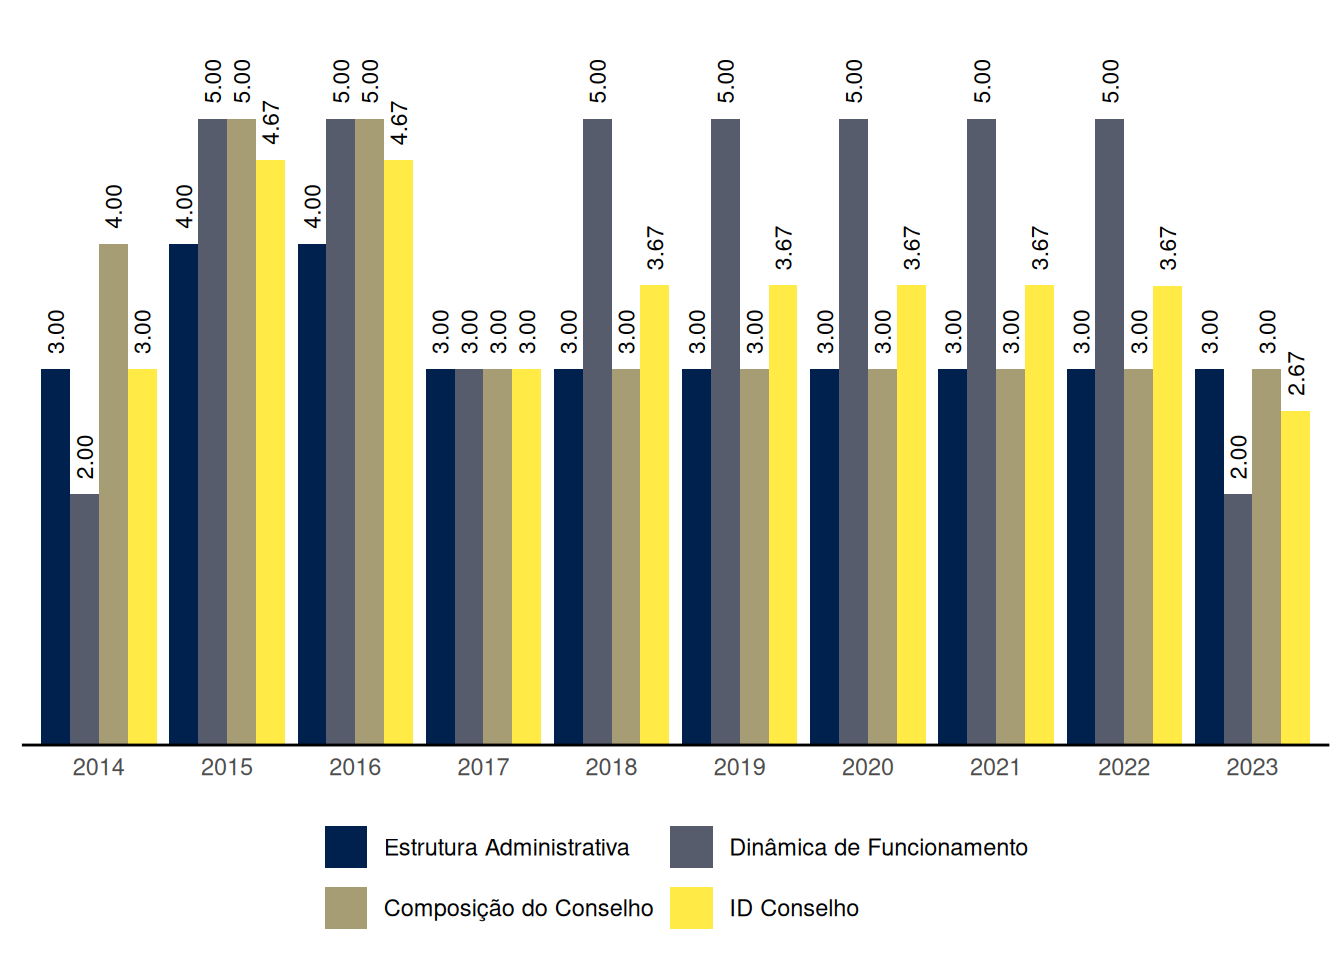 3.00 2.00 4.00 3.00
4.00 5.00 5.00 4.67
4.00 5.00 5.00 4.67
3.00 3.00 3.00 3.00
3.00 5.00 3.00 3.67
3.00 5.00 3.00 3.67
3.00 5.00 3.00 3.67
3.00 5.00 3.00 3.67
3.00 5.00 3.00 3.67
3.00 2.00 3.00 2.67
2014 2015 2016 2017 2018 2019 2020 2021 2022 2023
Estrutura Administrativa Dinâmica de Funcionamento
Composição do Conselho ID Conselho